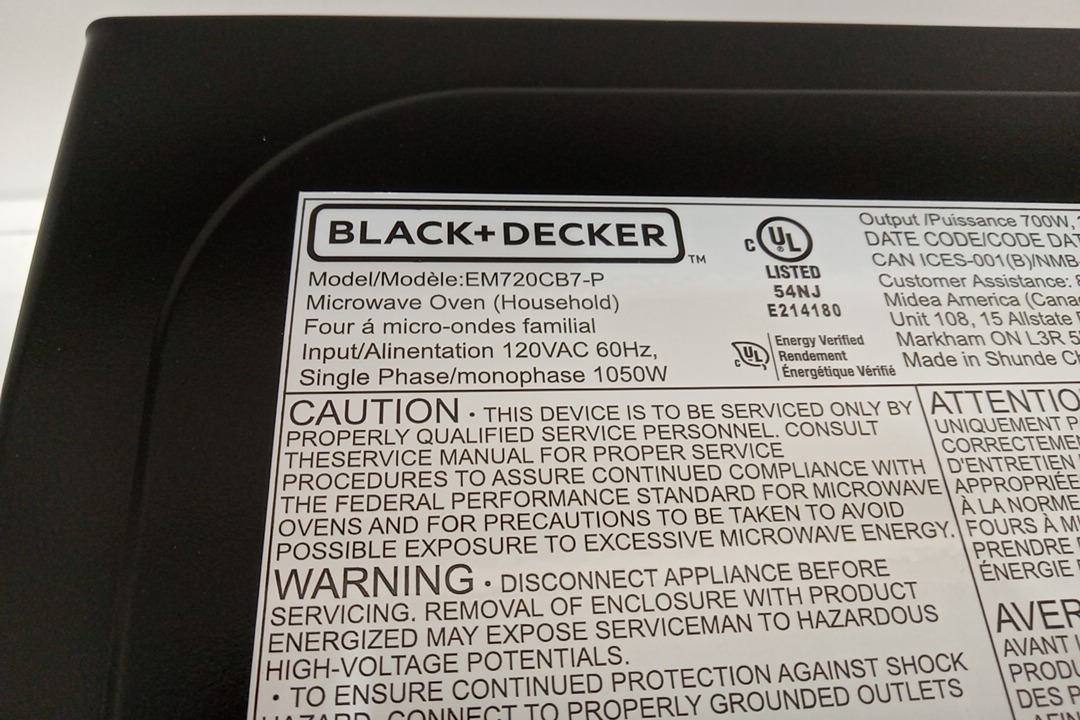 BLACK+DECKER TM
Model/Modèle:EM720CB7-P
Microwave Oven (Household)
Four á micro-ondes familial
Input/Alinentation 120VAC 60Hz,
Single Phase/monophase 1050W
C UL ®
LISTED
54NJ
E214180
C UL
Energy Verified
Rendement
Énergétique Vérifié
Output /Puissance 700W,
DATE CODE/CODE DAT
CAN ICES-001(B)/NMB-
Customer Assistance:
Midea America (Cana
Unit 108, 15 Allstate
Markham ON L3R 5
Made in Shunde C
CAUTION · THIS DEVICE IS TO BE SERVICED ONLY BY
PROPERLY QUALIFIED SERVICE PERSONNEL. CONSULT
THESERVICE MANUAL FOR PROPER SERVICE
PROCEDURES TO ASSURE CONTINUED COMPLIANCE WITH
THE FEDERAL PERFORMANCE STANDARD FOR MICROWAVE
OVENS AND FOR PRECAUTIONS TO BE TAKEN TO AVOID
POSSIBLE EXPOSURE TO EXCESSIVE MICROWAVE ENERGY.
WARNING · DISCONNECT APPLIANCE BEFORE
SERVICING. REMOVAL OF ENCLOSURE WITH PRODUCT
ENERGIZED MAY EXPOSE SERVICEMAN TO HAZARDOUS
HIGH-VOLTAGE POTENTIALS.
· TO ENSURE CONTINUED PROTECTION AGAINST SHOCK
HAZARD, CONNECT TO PROPERLY GROUNDED OUTLETS
ATTENTIO
UNIQUEMENT P
CORRECTEMEN
D'ENTRETIEN
APPROPRIÉE
À LA NORME
FOURS À MI
PRENDRE
ÉNERGIE
AVER
AVANT
PRODU
DES P